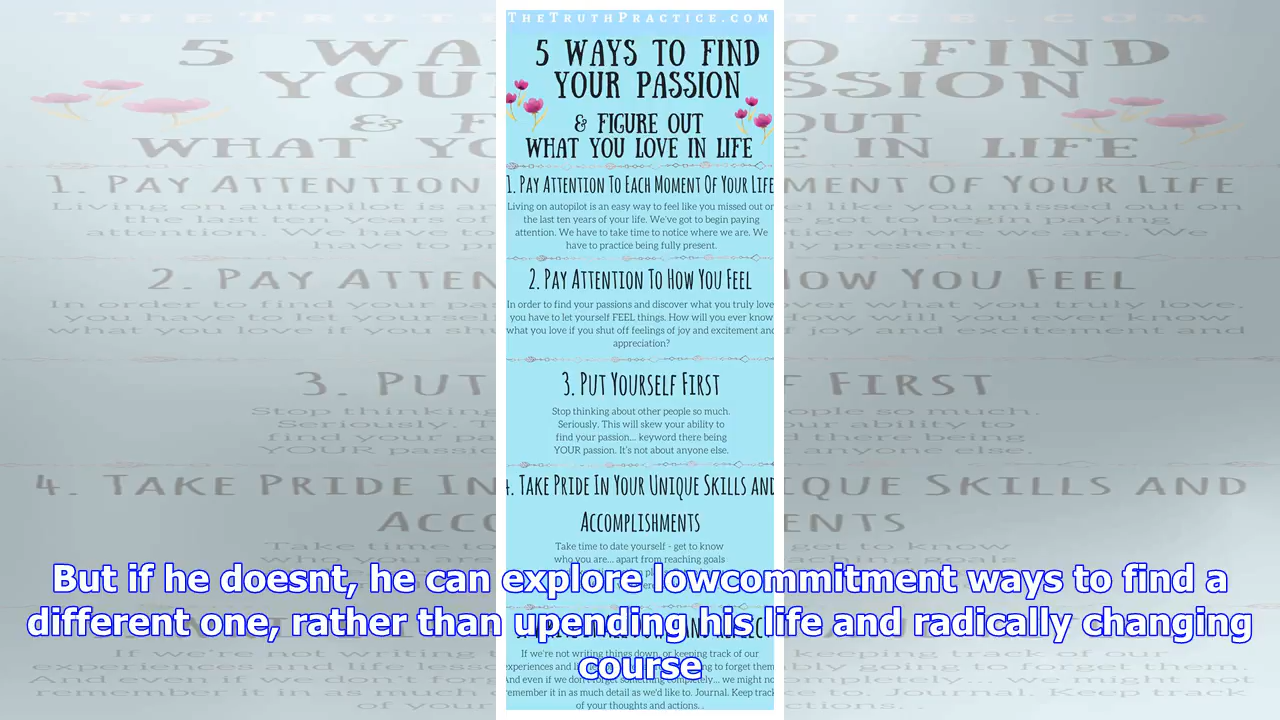 TheTruthPractice.com
5 Ways To Find
Your Passion
& Figure Out
What You Love In Life
1. Pay Attention To Each Moment Of Your Life
Living on autopilot is an easy way to feel like you missed out on
the last ten years of your life. We've got to begin paying
attention. We have to take time to notice where we are. We
have to practice being fully present.
2. Pay Attention To How You Feel
In order to find your passions and discover what you truly love.
you have to let yourself FEEL things. How will you ever know
what you love if you shut off feelings of joy and excitement and
appreciation?
3. Put Yourself First
Stop thinking about other people so much.
Seriously. This will skew your ability to
find your passion... keyword there being
YOUR passion. It's not about anyone else.
4. Take Pride In Your Unique Skills and
Accomplishments
Take time to date yourself - get to know
who you are... apart from reaching goals
But if he doesnt, he can explore lowcommitment ways to find a
different one, rather than upending his life and radically changing
course
If we're not writing things down, or keeping track of our
experiences and going to forget them.
And even if we don't forget something completely... we might not
remember it in as much detail as we'd like to. Journal. Keep track
of your thoughts and actions. .